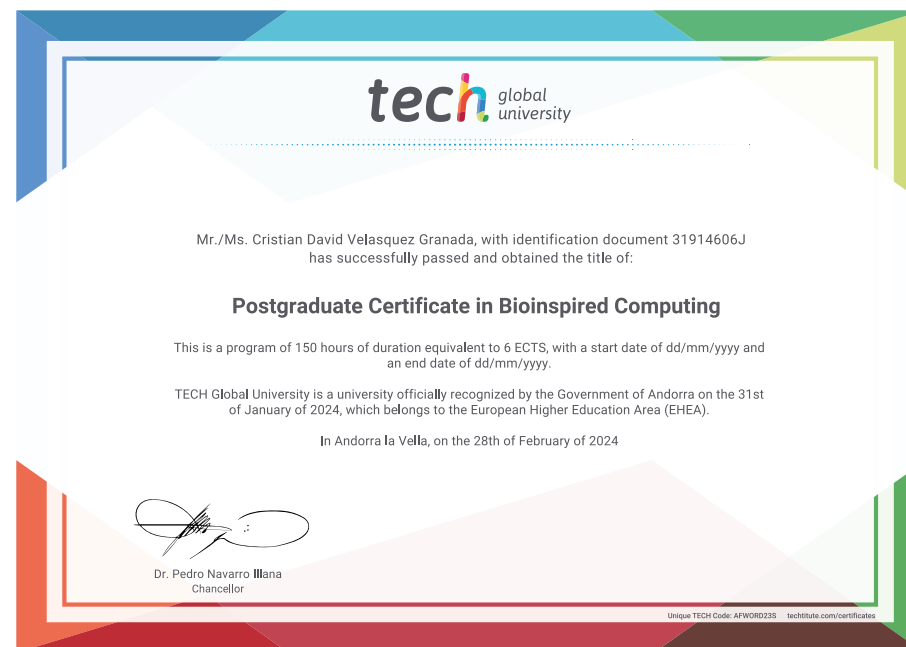 tech global
university
Mr./Ms. Cristian David Velasquez Granada, with identification document 31914606J
has successfully passed and obtained the title of:
Postgraduate Certificate in Bioinspired Computing
This is a program of 150 hours of duration equivalent to 6 ECTS, with a start date of dd/mm/yyyy and
an end date of dd/mm/yyyy.
TECH Global University is a university officially recognized by the Government of Andorra on the 31st
of January of 2024, which belongs to the European Higher Education Area (EHEA).
In Andorra la Vella, on the 28th of February of 2024
Dr. Pedro Navarro Illana
Chancellor
Unique TECH Code: AFWORD23S techtitute.com/certificates